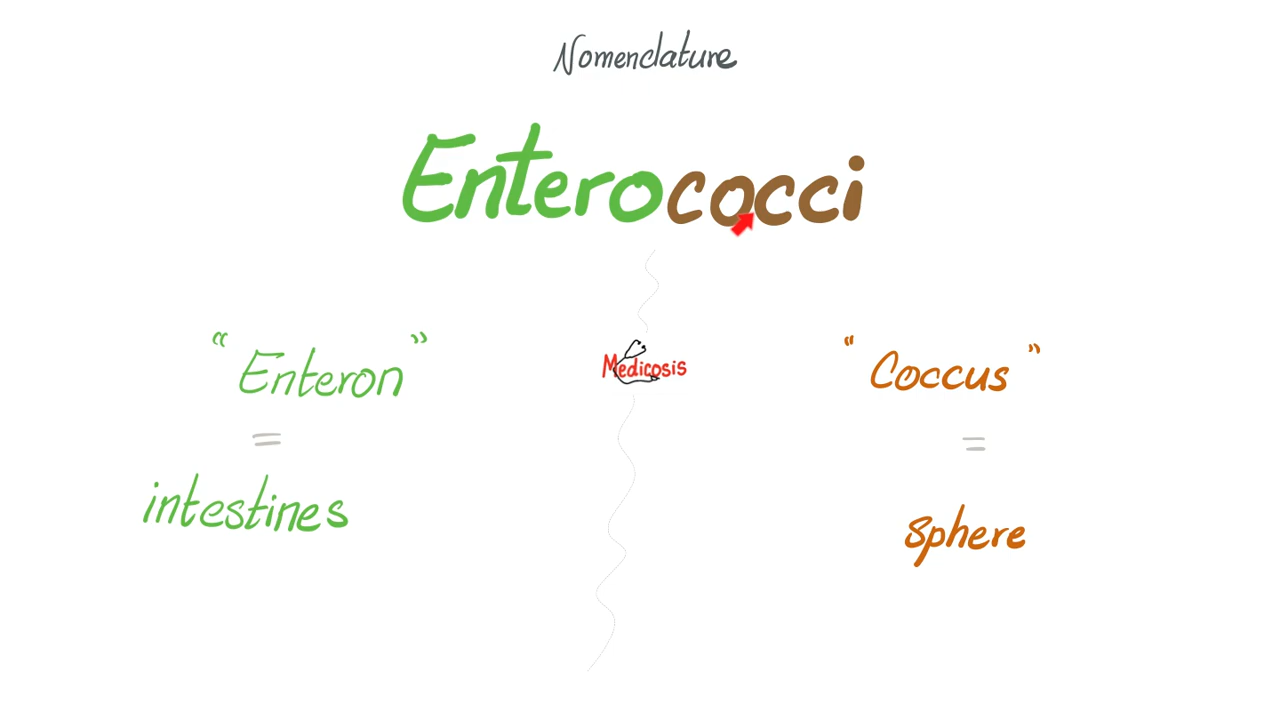 Nomenclature
Enterococci
"Enteron"
=
intestines
Medicosis
"Coccus"
=
sphere